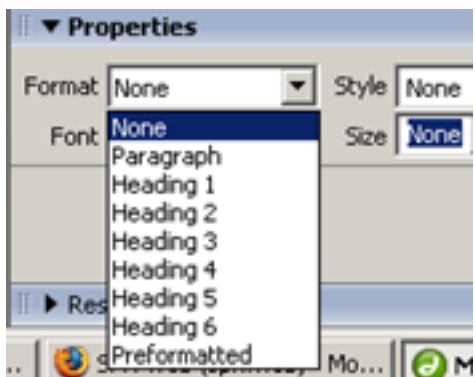 Properties
Format None Style None
Font None Size None
Paragraph
Heading 1
Heading 2
Heading 3
Heading 4
Heading 5
Res Heading 6
Preformatted Mo... M